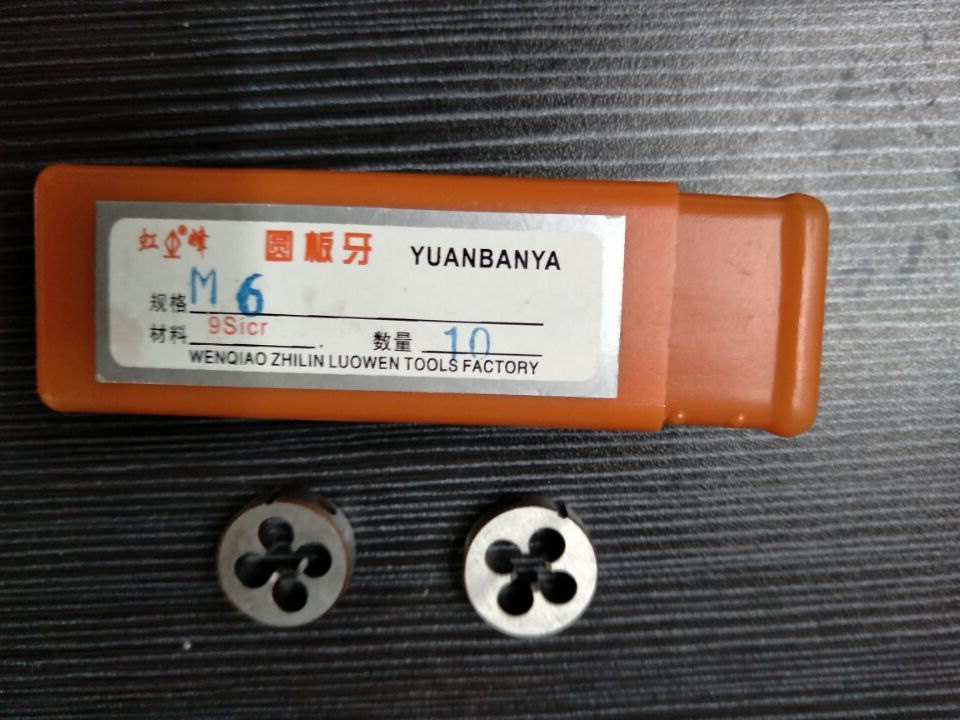 虹峰 圆板牙 YUANBANYA
规格 M 6
材料 9Sicr . 数量 10
WENQIAO ZHILIN LUOWEN TOOLS FACTORY